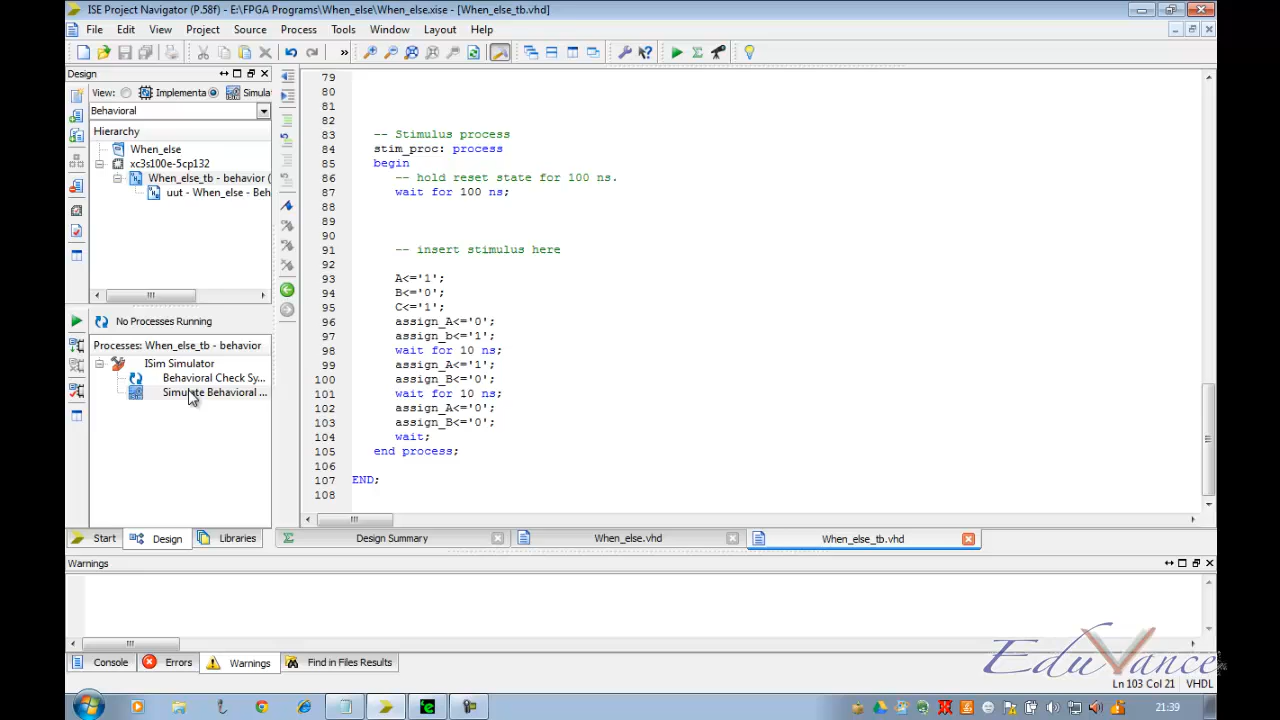 ISE Project Navigator (P.58f) - E:\FPGA Programs\When_else\When_else.xise - [When_else_tb.vhd]
File Edit View Project Source Process Tools Window Layout Help
Design
View: Implementa Simula
Behavioral
Hierarchy
When_else
xc3s100e-5cp132
When_else_tb - behavior (
uut - When_else - Beh
No Processes Running
Processes: When_else_tb - behavior
ISim Simulator
Behavioral Check Sy...
Simulate Behavioral ...
79
80
81
82
83 -- Stimulus process
84 stim_proc: process
85 begin
86 -- hold reset state for 100 ns.
87 wait for 100 ns;
88
89
90
91 -- insert stimulus here
92
93 A<='1';
94 B<='0';
95 C<='1';
96 assign_A<='0';
97 assign_b<='1';
98 wait for 10 ns;
99 assign_A<='1';
100 assign_B<='0';
101 wait for 10 ns;
102 assign_A<='0';
103 assign_B<='0';
104 wait;
105 end process;
106
107 END;
108
Start Design Libraries
Design Summary When_else.vhd When_else_tb.vhd
Warnings
Console Errors Warnings Find in Files Results
EduVance
Ln 103 Col 21 VHDL
21:39